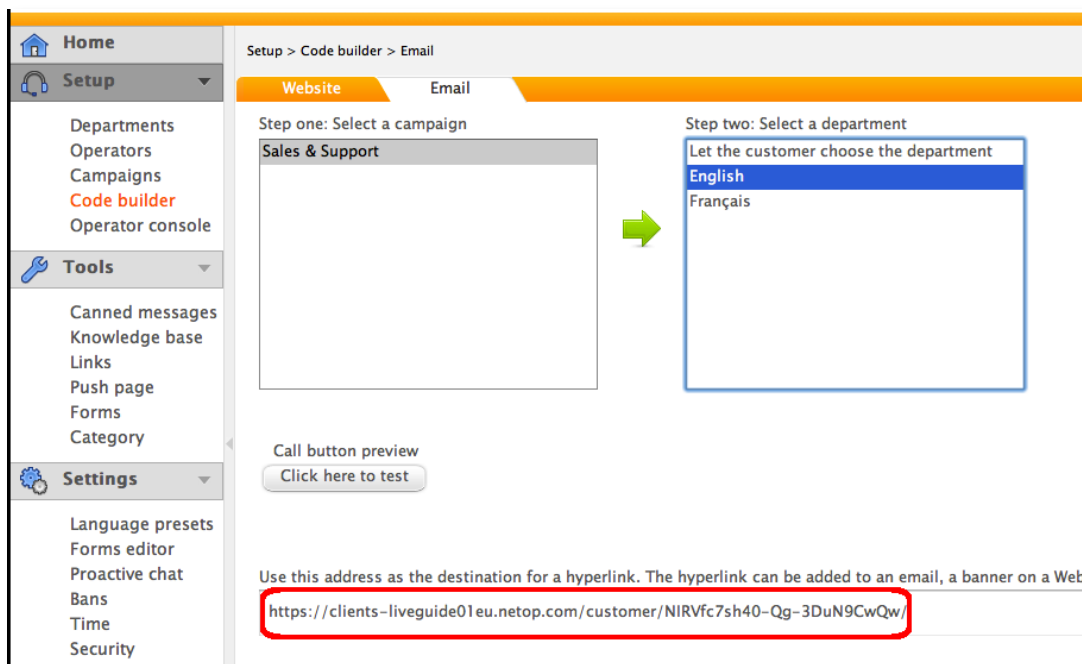 Home
Setup
Departments
Operators
Campaigns
Code builder
Operator console
Tools
Canned messages
Knowledge base
Links
Push page
Forms
Category
Settings
Language presets
Forms editor
Proactive chat
Bans
Time
Security
Setup > Code builder > Email
Website
Email
Step one: Select a campaign
Sales & Support
Step two: Select a department
Let the customer choose the department
English
Français
Call button preview
Click here to test
Use this address as the destination for a hyperlink. The hyperlink can be added to an email, a banner on a Web
https://clients-liveguide01eu.netop.com/customer/NIRVfc7sh40-Qg-3DuN9CwQw/